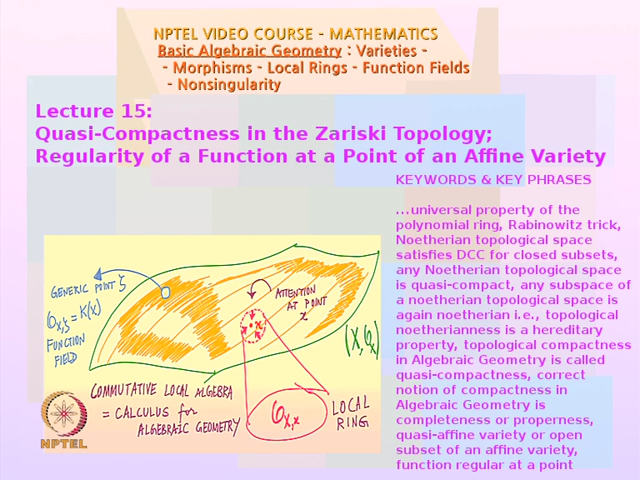 NPTEL VIDEO COURSE - MATHEMATICS
Basic Algebraic Geometry : Varieties -
- Morphisms - Local Rings - Function Fields
- Nonsingularity
Lecture 15:
Quasi-Compactness in the Zariski Topology;
Regularity of a Function at a Point of an Affine Variety
KEYWORDS & KEY PHRASES
...universal property of the
polynomial ring, Rabinowitz trick,
Noetherian topological space
satisfies DCC for closed subsets,
any Noetherian topological space
is quasi-compact, any subspace of
a noetherian topological space is
again noetherian i.e., topological
noetherianness is a hereditary
property, topological compactness
in Algebraic Geometry is called
quasi-compactness, correct
notion of compactness in
Algebraic Geometry is
completeness or properness,
quasi-affine variety or open
subset of an affine variety,
function regular at a point
GENERIC POINT ζ
𝒪X,ζ = K(X)
FUNCTION
FIELD
ATTENTION
AT POINT
x
x
(X, 𝒪X)
COMMUTATIVE LOCAL ALGEBRA
= CALCULUS for
ALGEBRAIC GEOMETRY
𝒪X,x
LOCAL
RING
NPTEL